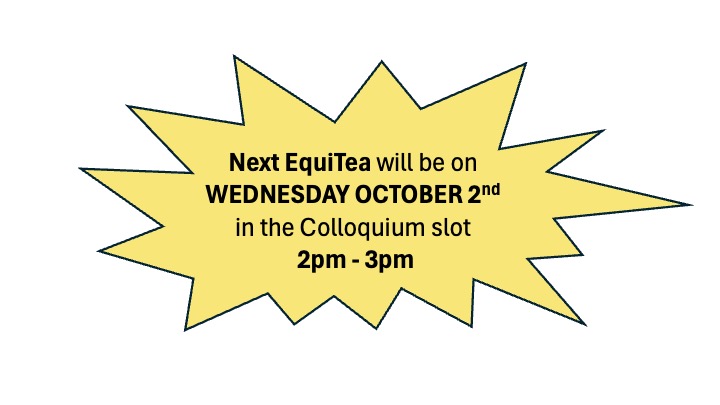 Next EquiTea will be on
WEDNESDAY OCTOBER 2nd
in the Colloquium slot
2pm - 3pm